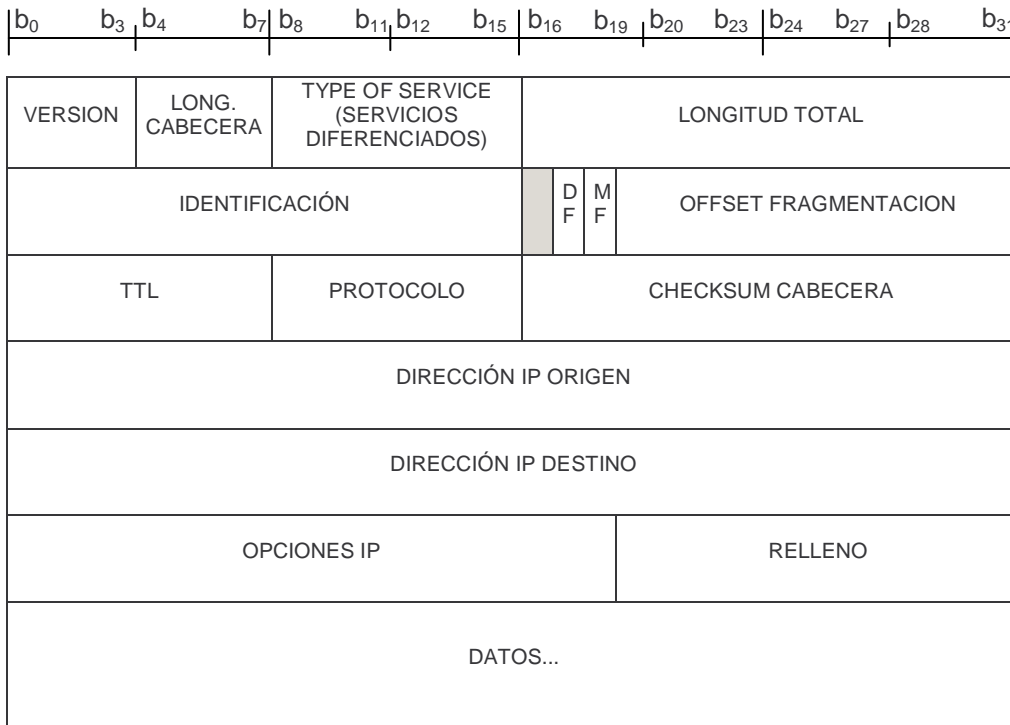 b0 b3 b4 b7 b8 b11 b12 b15 b16 b19 b20 b23 b24 b27 b28 b31
VERSION
LONG.
CABECERA
TYPE OF SERVICE
(SERVICIOS
DIFERENCIADOS)
LONGITUD TOTAL
IDENTIFICACIÓN
D
F
M
F
OFFSET FRAGMENTACION
TTL
PROTOCOLO
CHECKSUM CABECERA
DIRECCIÓN IP ORIGEN
DIRECCIÓN IP DESTINO
OPCIONES IP
RELLENO
DATOS...